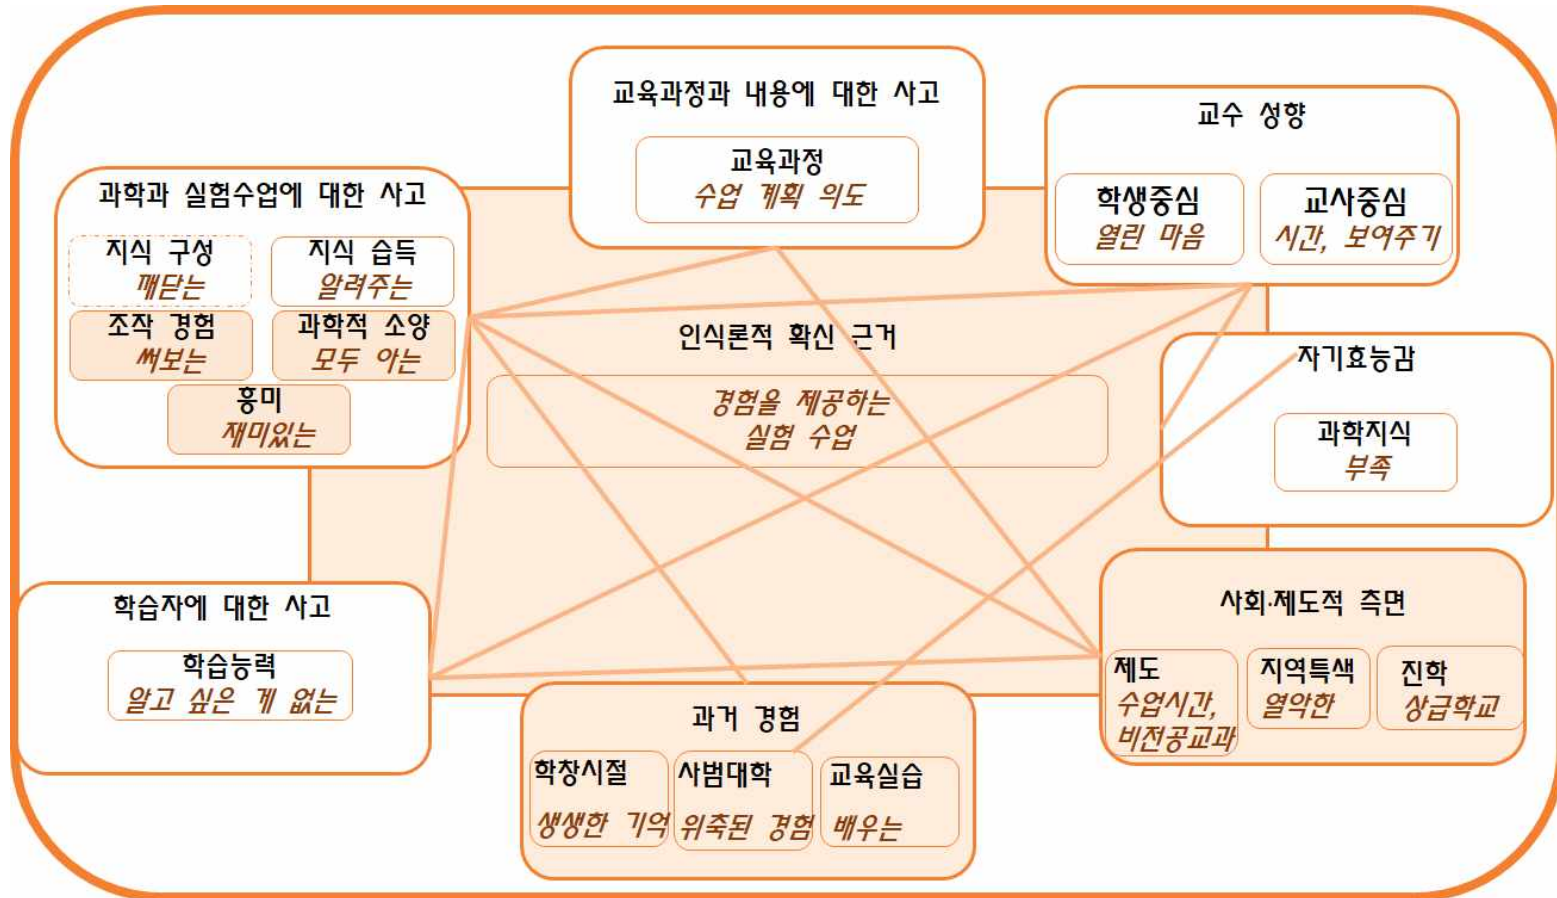 교육과정과 내용에 대한 사고
교육과정
수업 계획 의도
교수 성향
학생중심
열린 마음
교사중심
시간, 보여주기
과학과 실험수업에 대한 사고
지식 구성
깨닫는
지식 습득
알려주는
조작 경험
써보는
과학적 소양
모두 아는
흥미
재미있는
인식론적 확신 근거
경험을 제공하는
실험 수업
자기효능감
과학지식
부족
학습자에 대한 사고
학습능력
알고 싶은 게 없는
사회·제도적 측면
제도
수업시간,
비전공교과
지역특색
열악한
진학
상급학교
과거 경험
학창시절
생생한 기억
사범대학
위축된 경험
교육실습
배우는